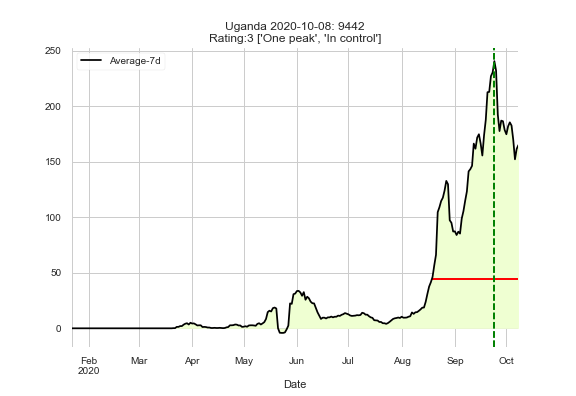 Uganda 2020-10-08: 9442
Rating:3 ['One peak', 'In control']
Average-7d
250
200
150
100
50
0
Feb Mar Apr May Jun Jul Aug Sep Oct
2020
Date